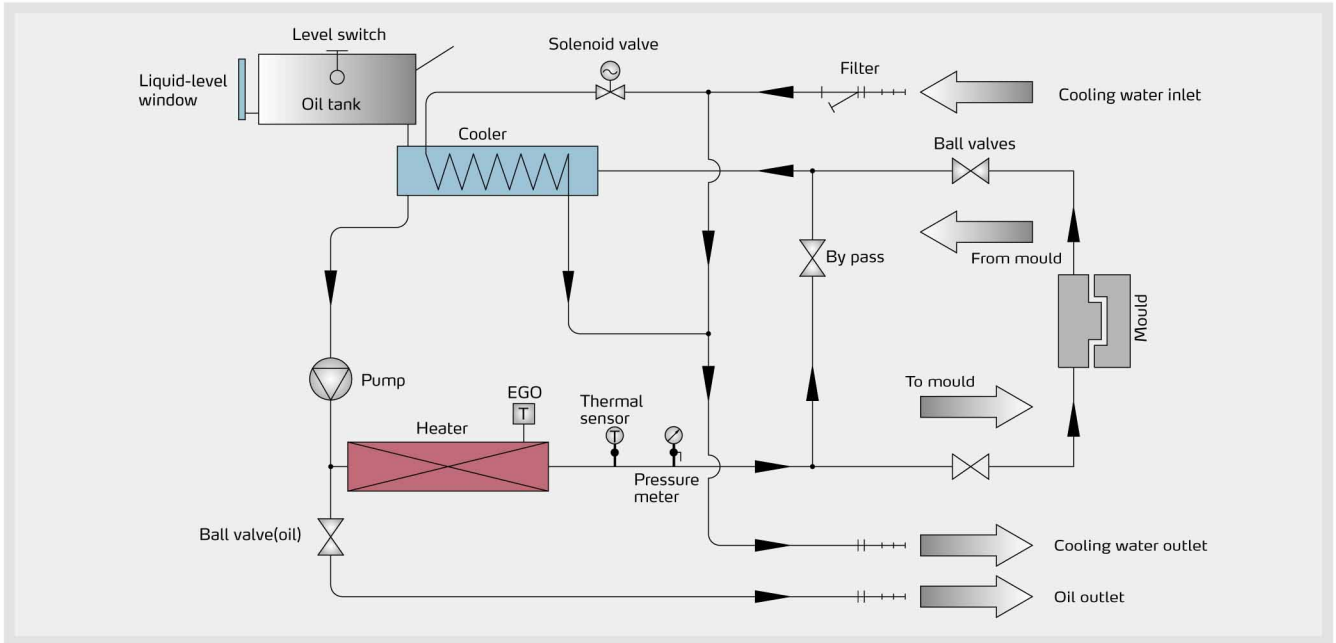 Level switch
Solenoid valve
Filter
Liquid-level
window
Oil tank
Cooling water inlet
Cooler
Ball valves
By pass
From mould
Mould
Pump
To mould
EGO
T
Thermal
sensor
T
Heater
Pressure
meter
Ball valve(oil)
Cooling water outlet
Oil outlet